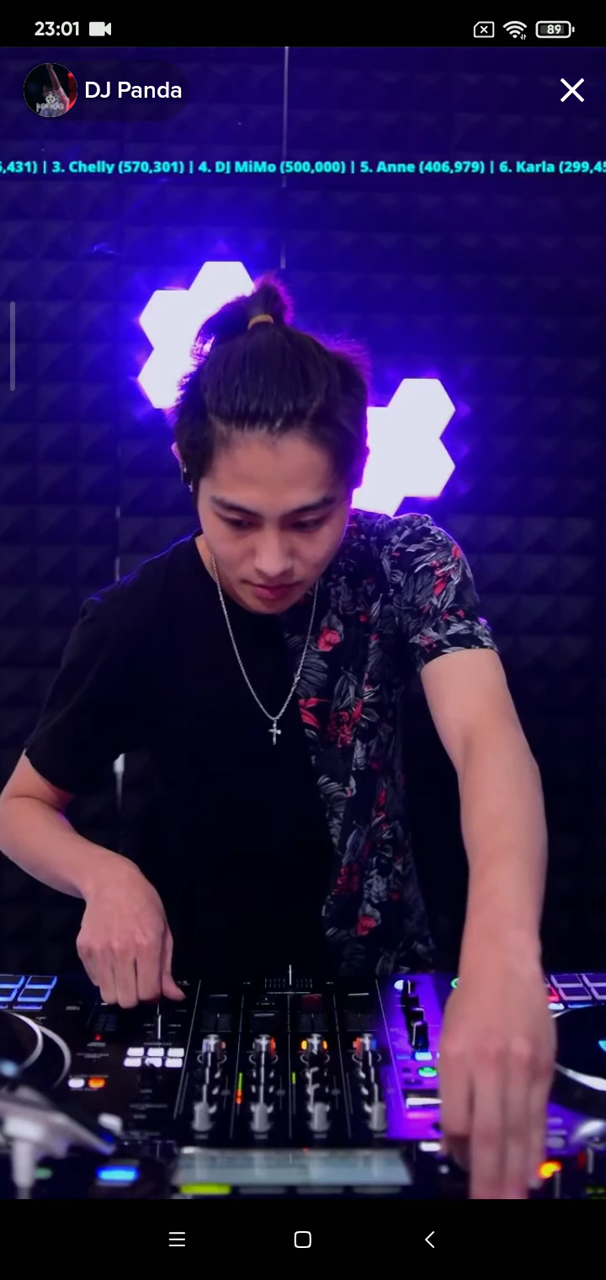 23:01
89
DJ Panda
,431) | 3. Chelly (570,301) | 4. DJ MiMo (500,000) | 5. Anne (406,979) | 6. Karla (299,45